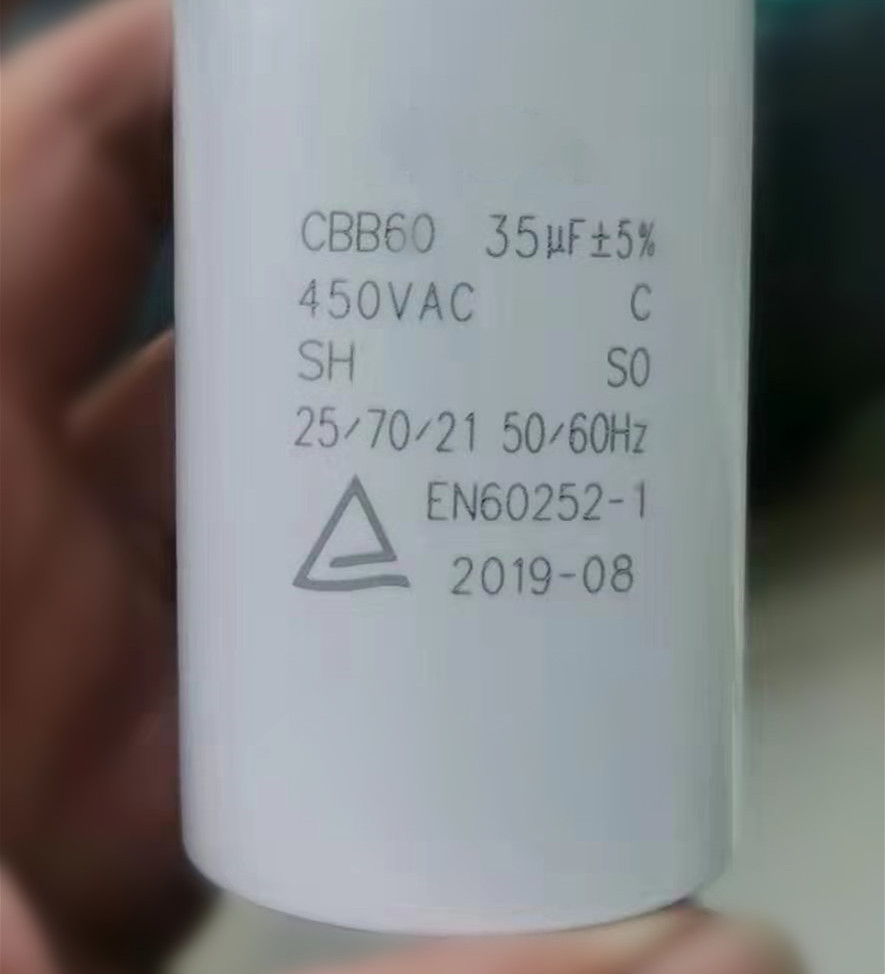 CBB60 35μF±5%
450VAC C
SH S0
25/70/21 50/60Hz
EN60252-1
2019-08